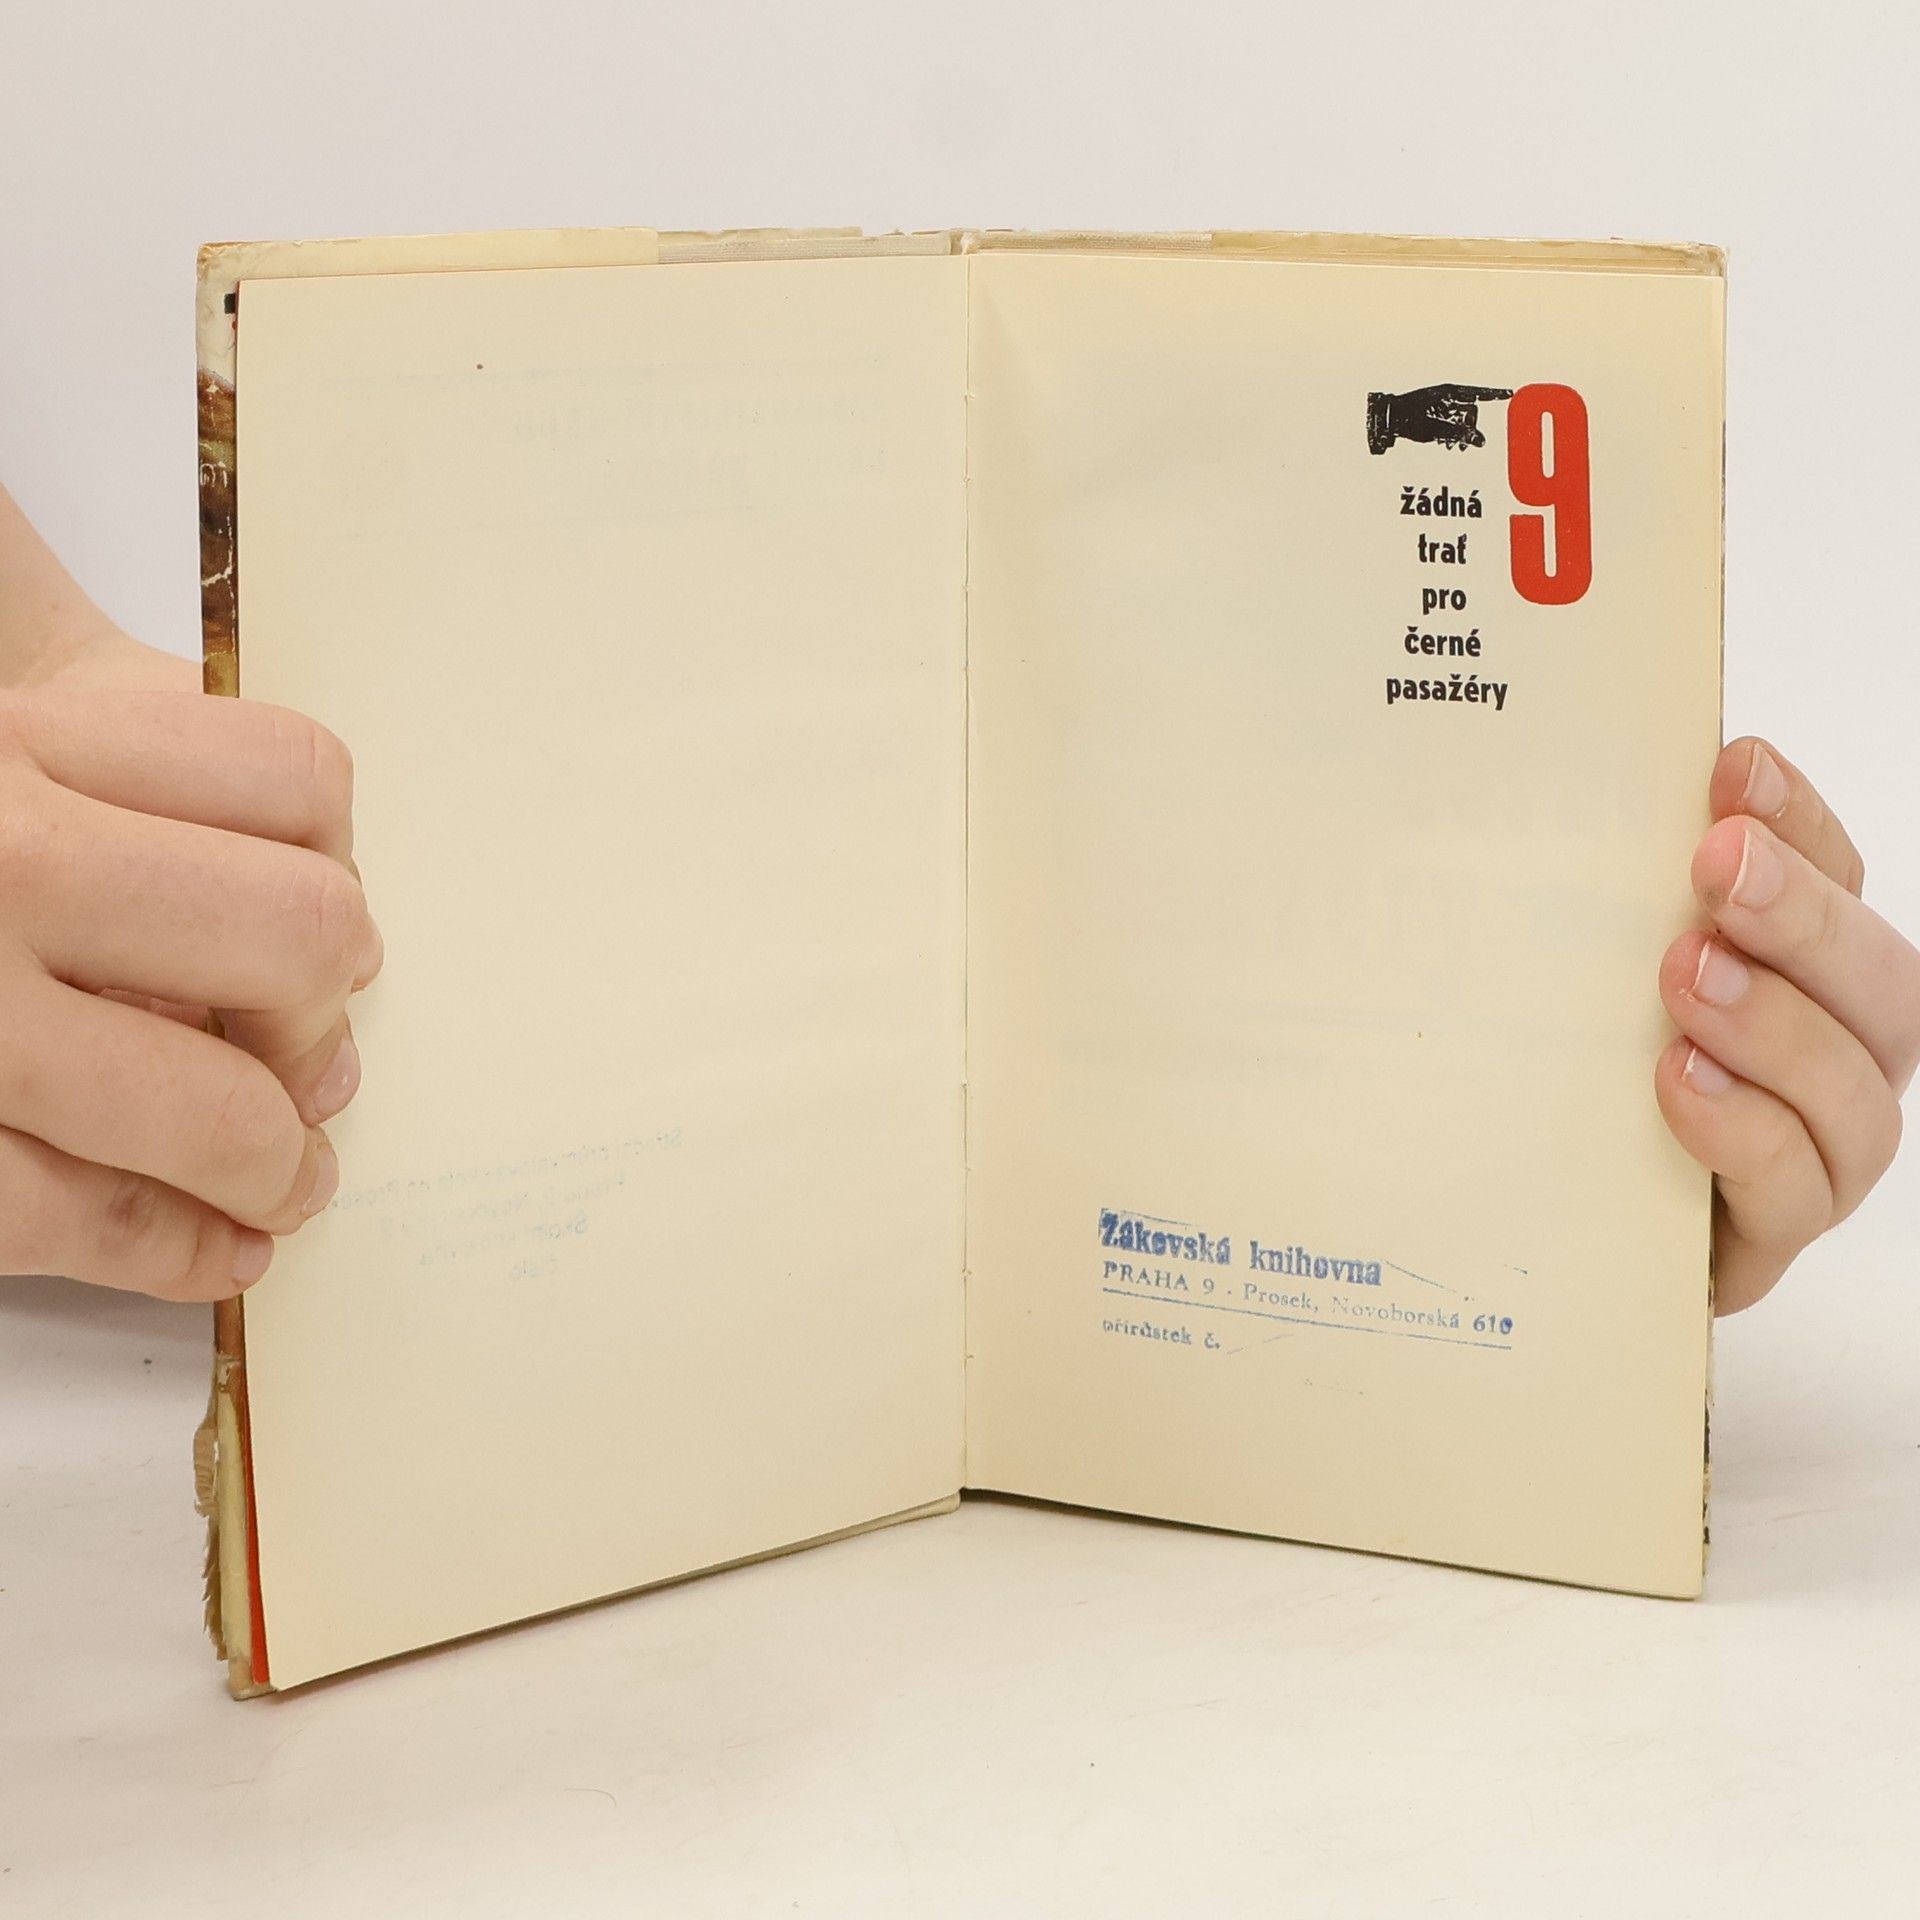 9
žádná
trať
pro
černé
pasažéry
Žákovská knihovna
PRAHA 9 . Prosek, Novoborská 610
přírůstek č.